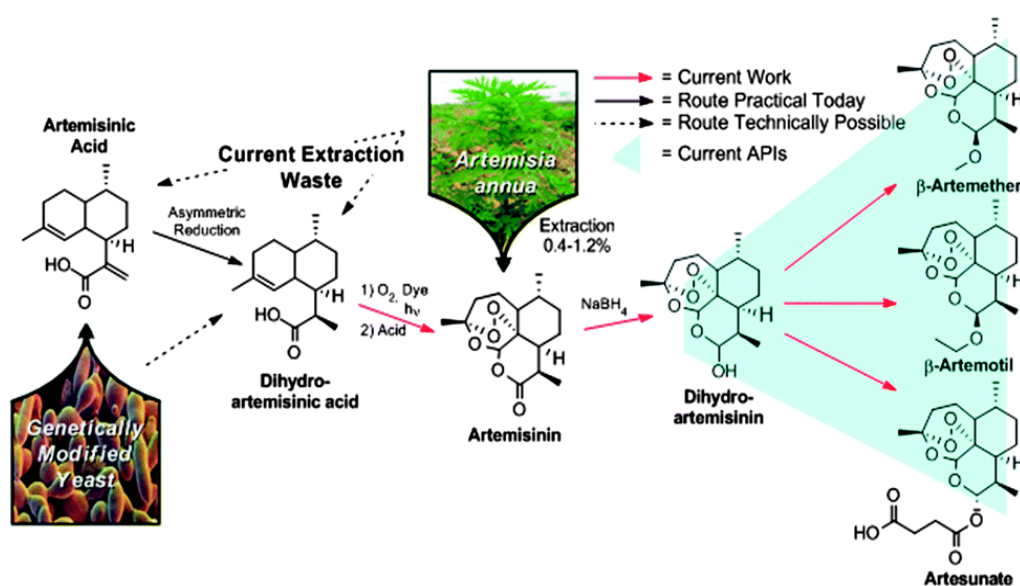 = Current Work
= Route Practical Today
= Route Technically Possible
= Current APIs
Artemisinic
Acid
Current Extraction
Waste
Artemisia
annua
Extraction
0.4-1.2%
Asymmetric
Reduction
H
HO
O
1) O2, Dye
hν
2) Acid
H
HO
O
Dihydro-
artemisinic acid
Genetically
Modified
Yeast
O
O
O
H
O
O
Artemisinin
NaBH4
O
O
O
H
O
OH
Dihydro-
artemisinin
O
O
O
H
O
O
β-Artemether
O
O
O
H
O
O
β-Artemotil
O
O
O
H
O
O
O
HO
O
Artesunate